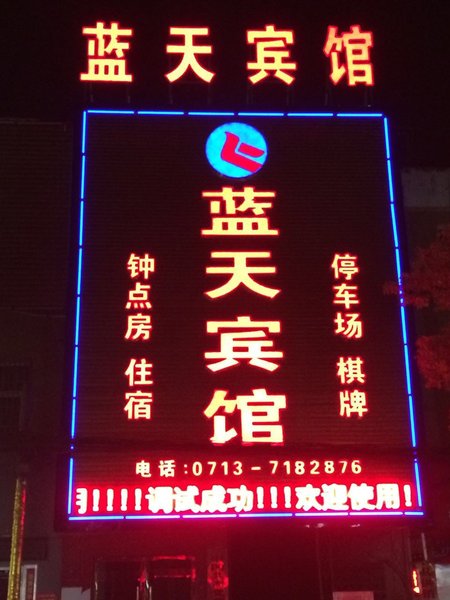 蓝天宾馆
蓝天宾馆
钟点房 住宿
停车场 棋牌
电话:0713-7182876
!!!!调试成功!!!欢迎使用!